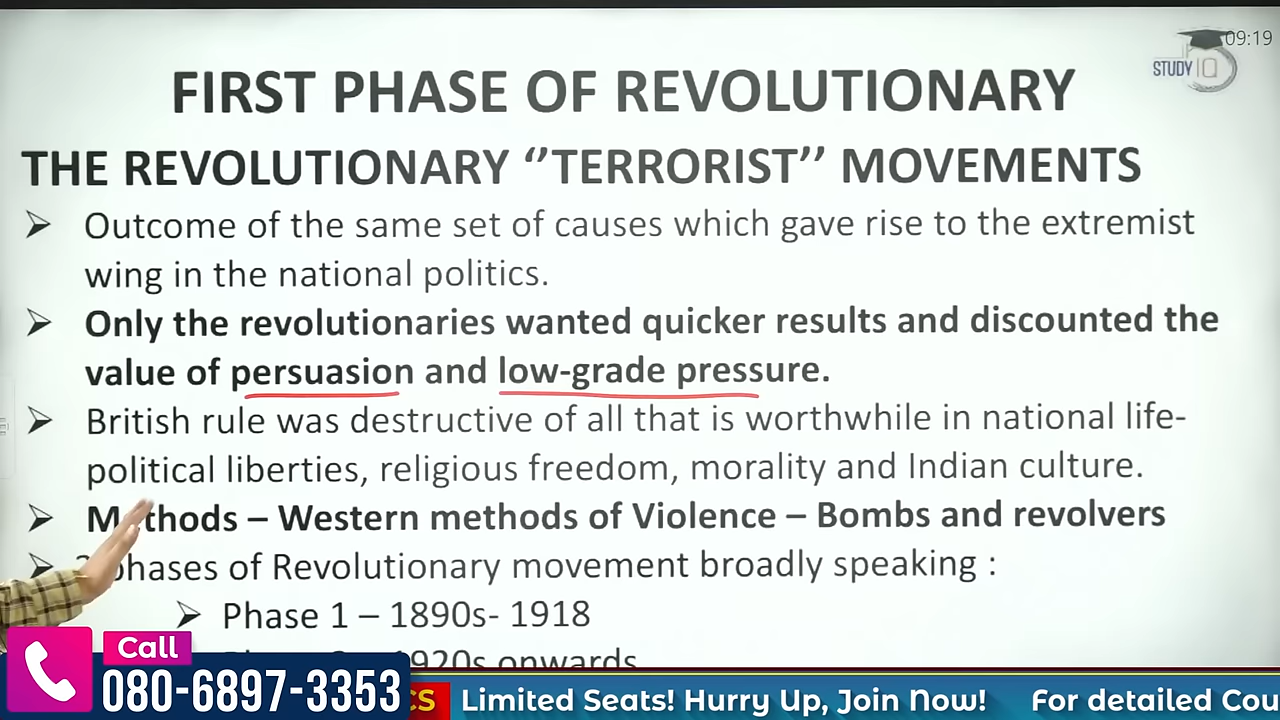 09:19
STUDY IQ
FIRST PHASE OF REVOLUTIONARY
THE REVOLUTIONARY ‘’TERRORIST’’ MOVEMENTS
➢ Outcome of the same set of causes which gave rise to the extremist
wing in the national politics.
➢ Only the revolutionaries wanted quicker results and discounted the
value of persuasion and low-grade pressure.
➢ British rule was destructive of all that is worthwhile in national life-
political liberties, religious freedom, morality and Indian culture.
➢ Methods – Western methods of Violence – Bombs and revolvers
➢ phases of Revolutionary movement broadly speaking :
➢ Phase 1 – 1890s- 1918
1920s onwards
Call
080-6897-3353
CS Limited Seats! Hurry Up, Join Now! For detailed Cou